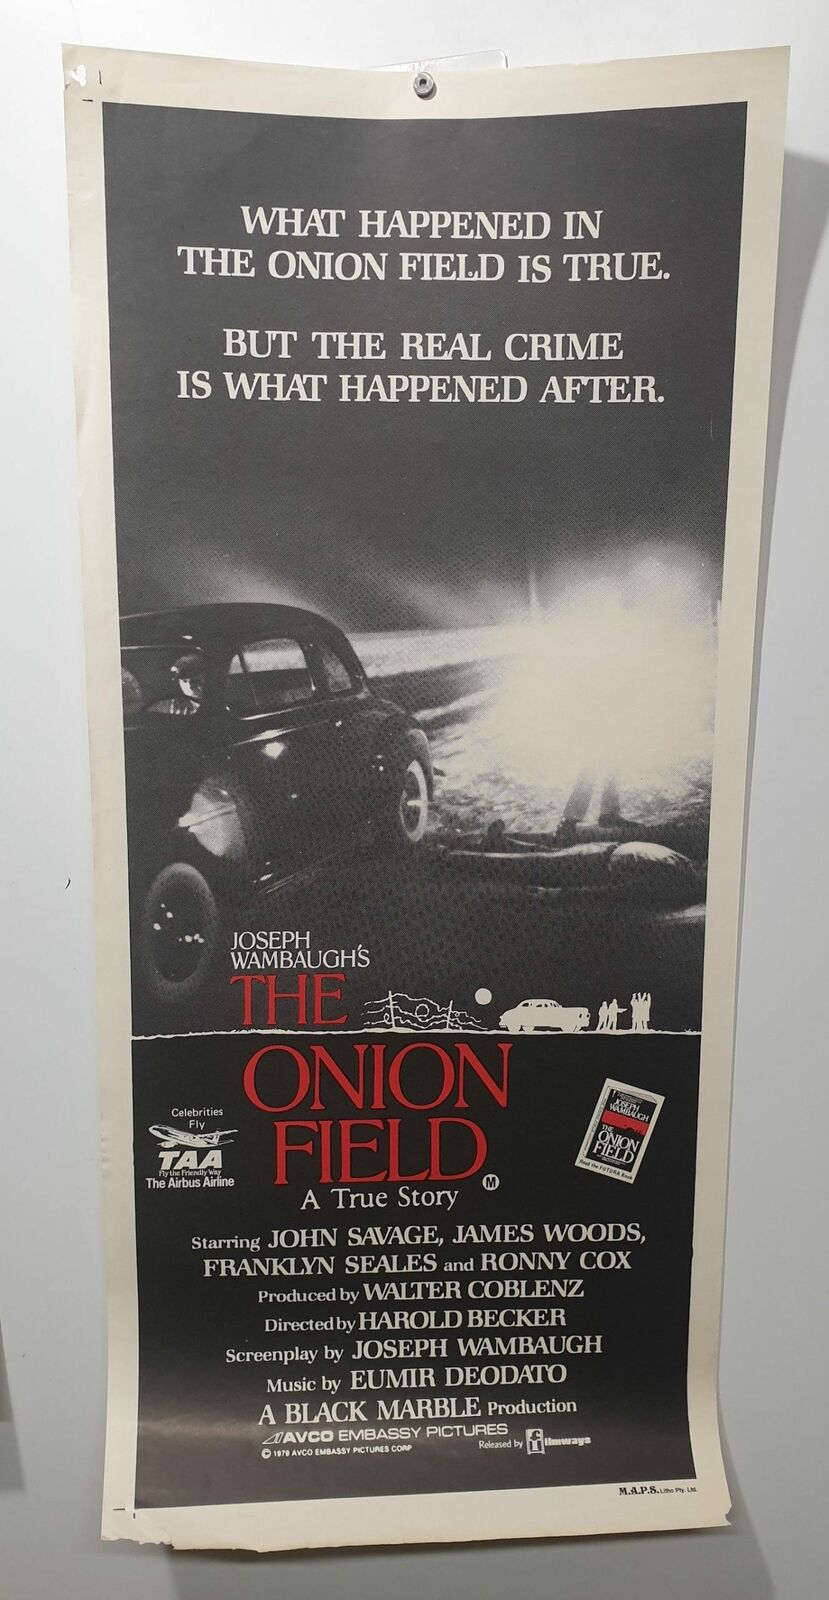 WHAT HAPPENED IN
THE ONION FIELD IS TRUE.
BUT THE REAL CRIME
IS WHAT HAPPENED AFTER.
JOSEPH
WAMBAUGH'S
THE
ONION
FIELD
M
A True Story
Celebrities
Fly
TAA
Fly the Friendly Way
The Airbus Airline
JOSEPH
WAMBAUGH
THE
ONION
FIELD
Read the FUTURA Book
Starring JOHN SAVAGE, JAMES WOODS,
FRANKLYN SEALES and RONNY COX
Produced by WALTER COBLENZ
Directed by HAROLD BECKER
Screenplay by JOSEPH WAMBAUGH
Music by EUMIR DEODATO
A BLACK MARBLE Production
AVCO EMBASSY PICTURES
© 1979 AVCO EMBASSY PICTURES CORP
Released by filmways
M.A.P.S. Litho Pty. Ltd.